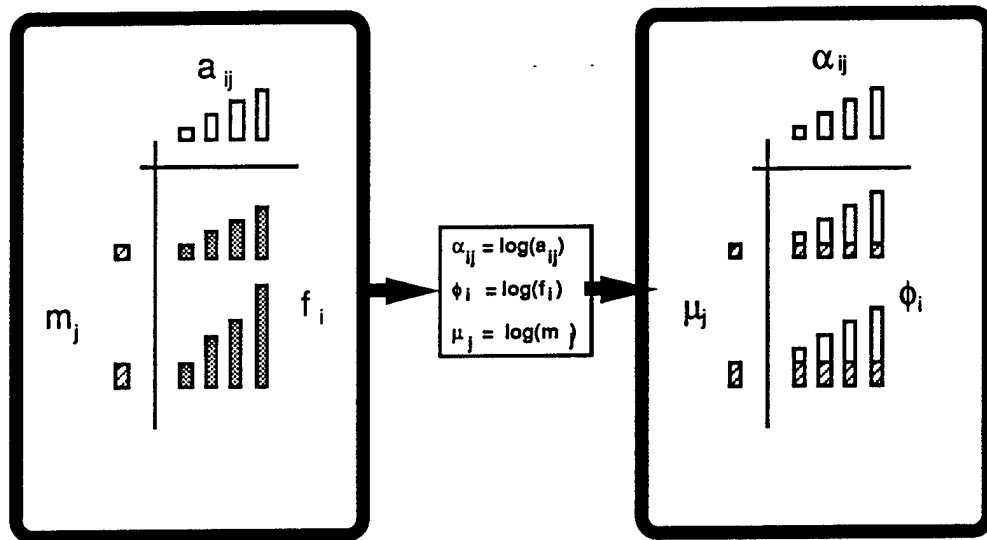 a ij
m j
f i
α ij = log(a ij)
ϕ i = log(f i)
μ j = log(m j)
α ij
μ j
ϕ i